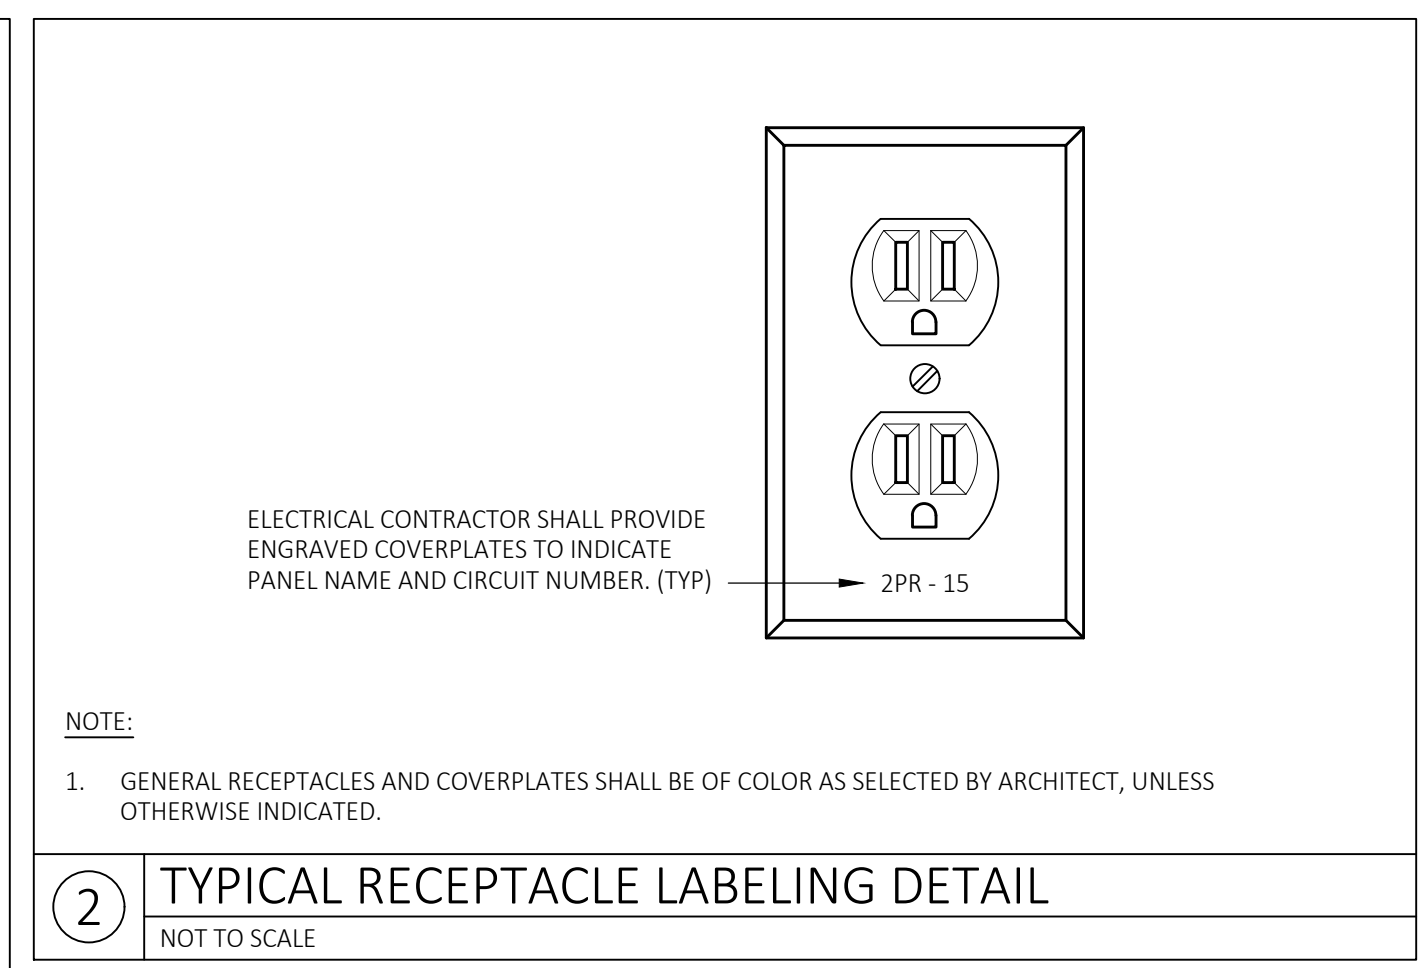 ELECTRICAL CONTRACTOR SHALL PROVIDE
ENGRAVED COVERPLATES TO INDICATE
PANEL NAME AND CIRCUIT NUMBER. (TYP)
2PR - 15
NOTE:
1. GENERAL RECEPTACLES AND COVERPLATES SHALL BE OF COLOR AS SELECTED BY ARCHITECT, UNLESS
OTHERWISE INDICATED.
2
TYPICAL RECEPTACLE LABELING DETAIL
NOT TO SCALE